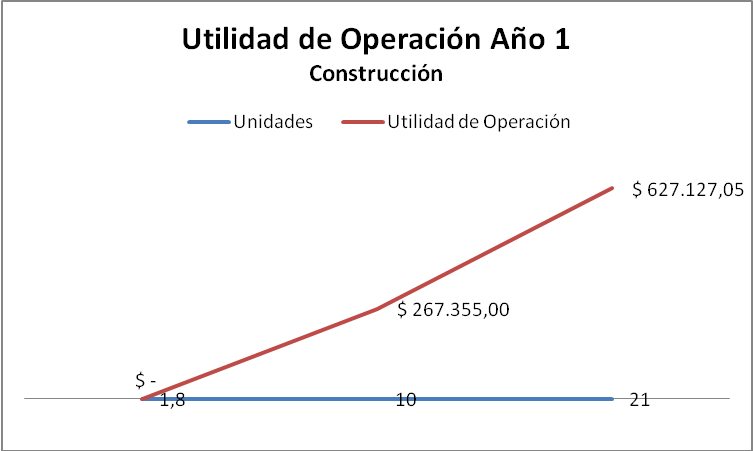 Utilidad de Operación Año 1
Construcción
Unidades
Utilidad de Operación
$ 627.127,05
$ 267.355,00
$ -
1,8
10
21